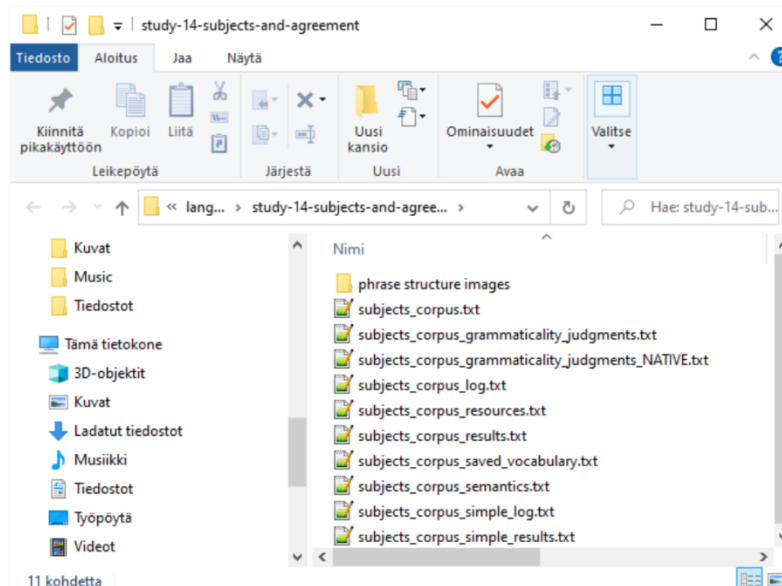 study-14-subjects-and-agreement
Tiedosto Aloitus Jaa Näytä
Kiinnitä pikakäyttöön
Kopioi
Liitä
Uusi kansio
Ominaisuudet
Valitse
Leikepöytä Järjestä Uusi Avaa
« lang... › study-14-subjects-and-agree... ›
Hae: study-14-sub...
Kuvat
Music
Tiedostot
Tämä tietokone
3D-objektit
Kuvat
Ladatut tiedostot
Musiikki
Tiedostot
Työpöytä
Videot
Nimi
phrase structure images
subjects_corpus.txt
subjects_corpus_grammaticality_judgments.txt
subjects_corpus_grammaticality_judgments_NATIVE.txt
subjects_corpus_log.txt
subjects_corpus_resources.txt
subjects_corpus_results.txt
subjects_corpus_saved_vocabulary.txt
subjects_corpus_semantics.txt
subjects_corpus_simple_log.txt
subjects_corpus_simple_results.txt
11 kohdetta